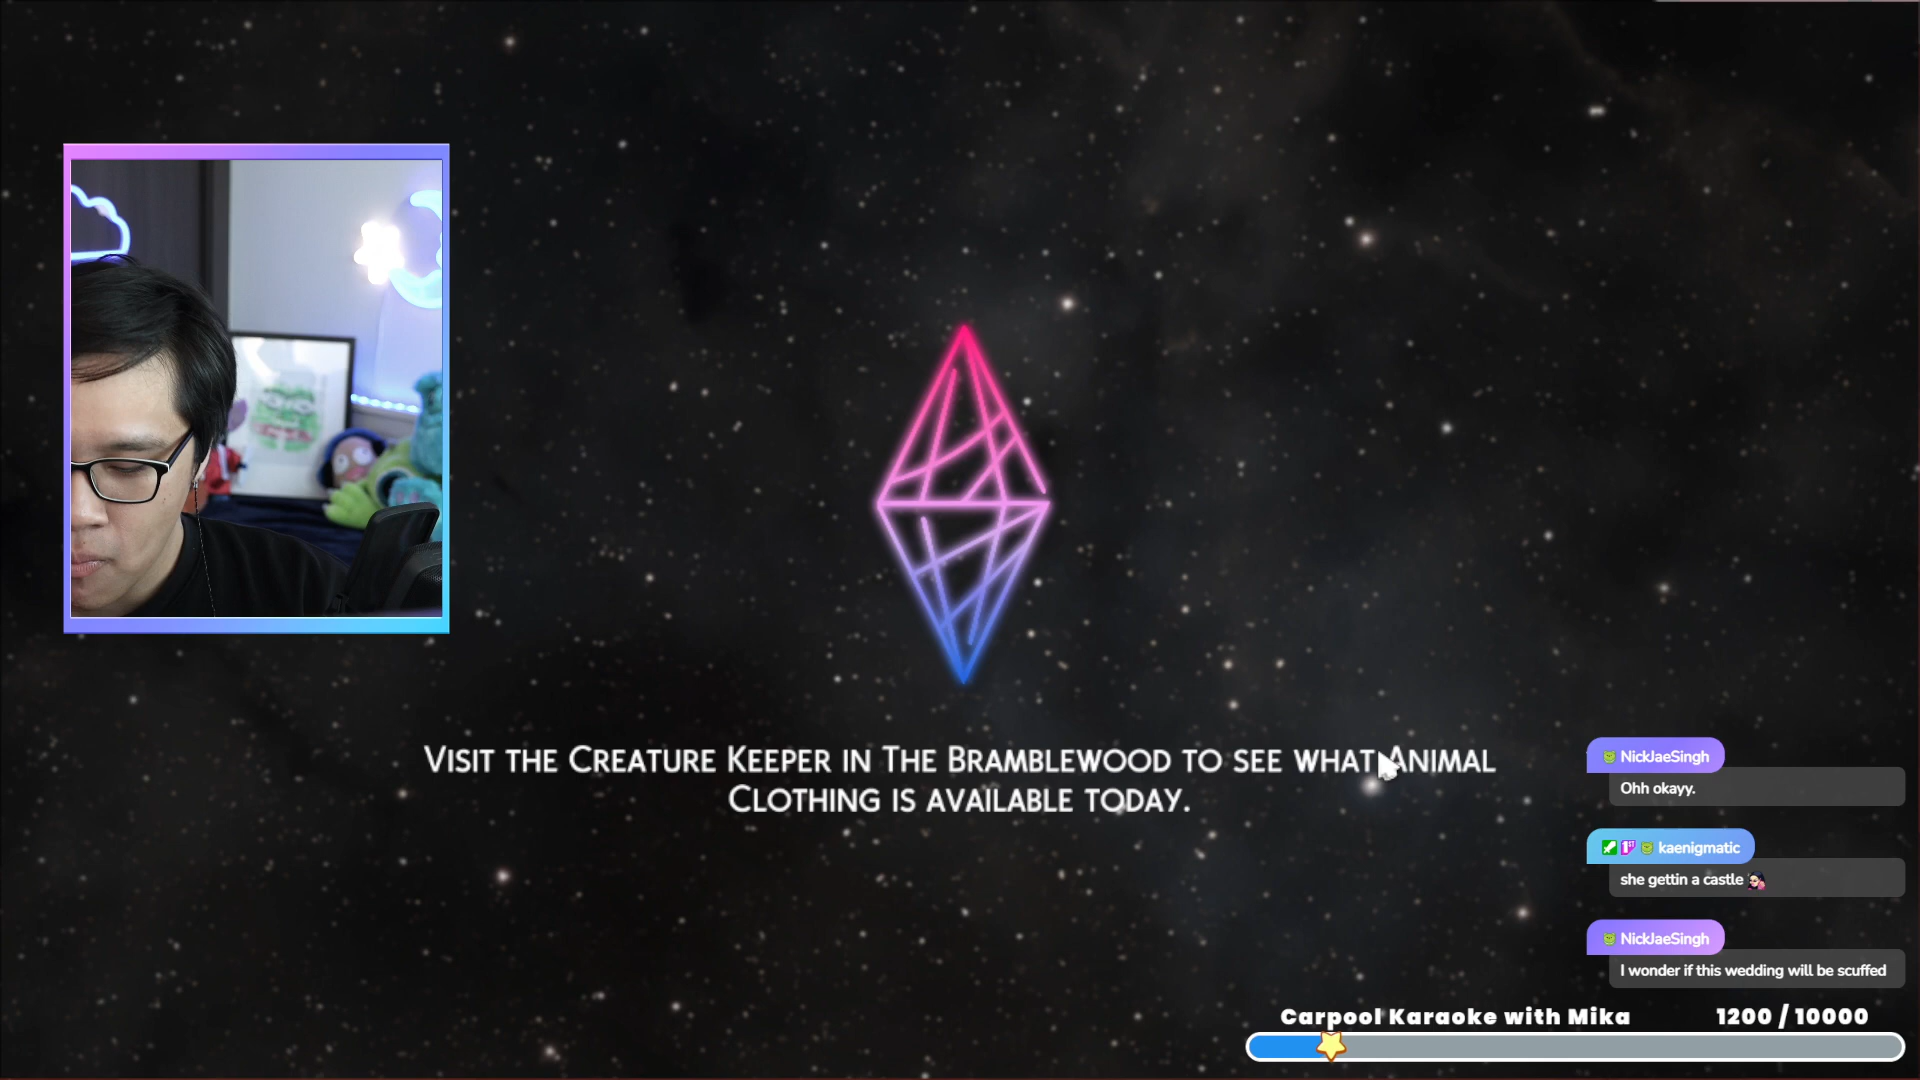 VISIT THE CREATURE KEEPER IN THE BRAMBLEWOOD TO SEE WHAT ANIMAL
CLOTHING IS AVAILABLE TODAY.
NickJaeSingh
Ohh okayy.
kaenigmatic
she gettin a castle
NickJaeSingh
I wonder if this wedding will be scuffed
Carpool Karaoke with Mika 1200 / 10000